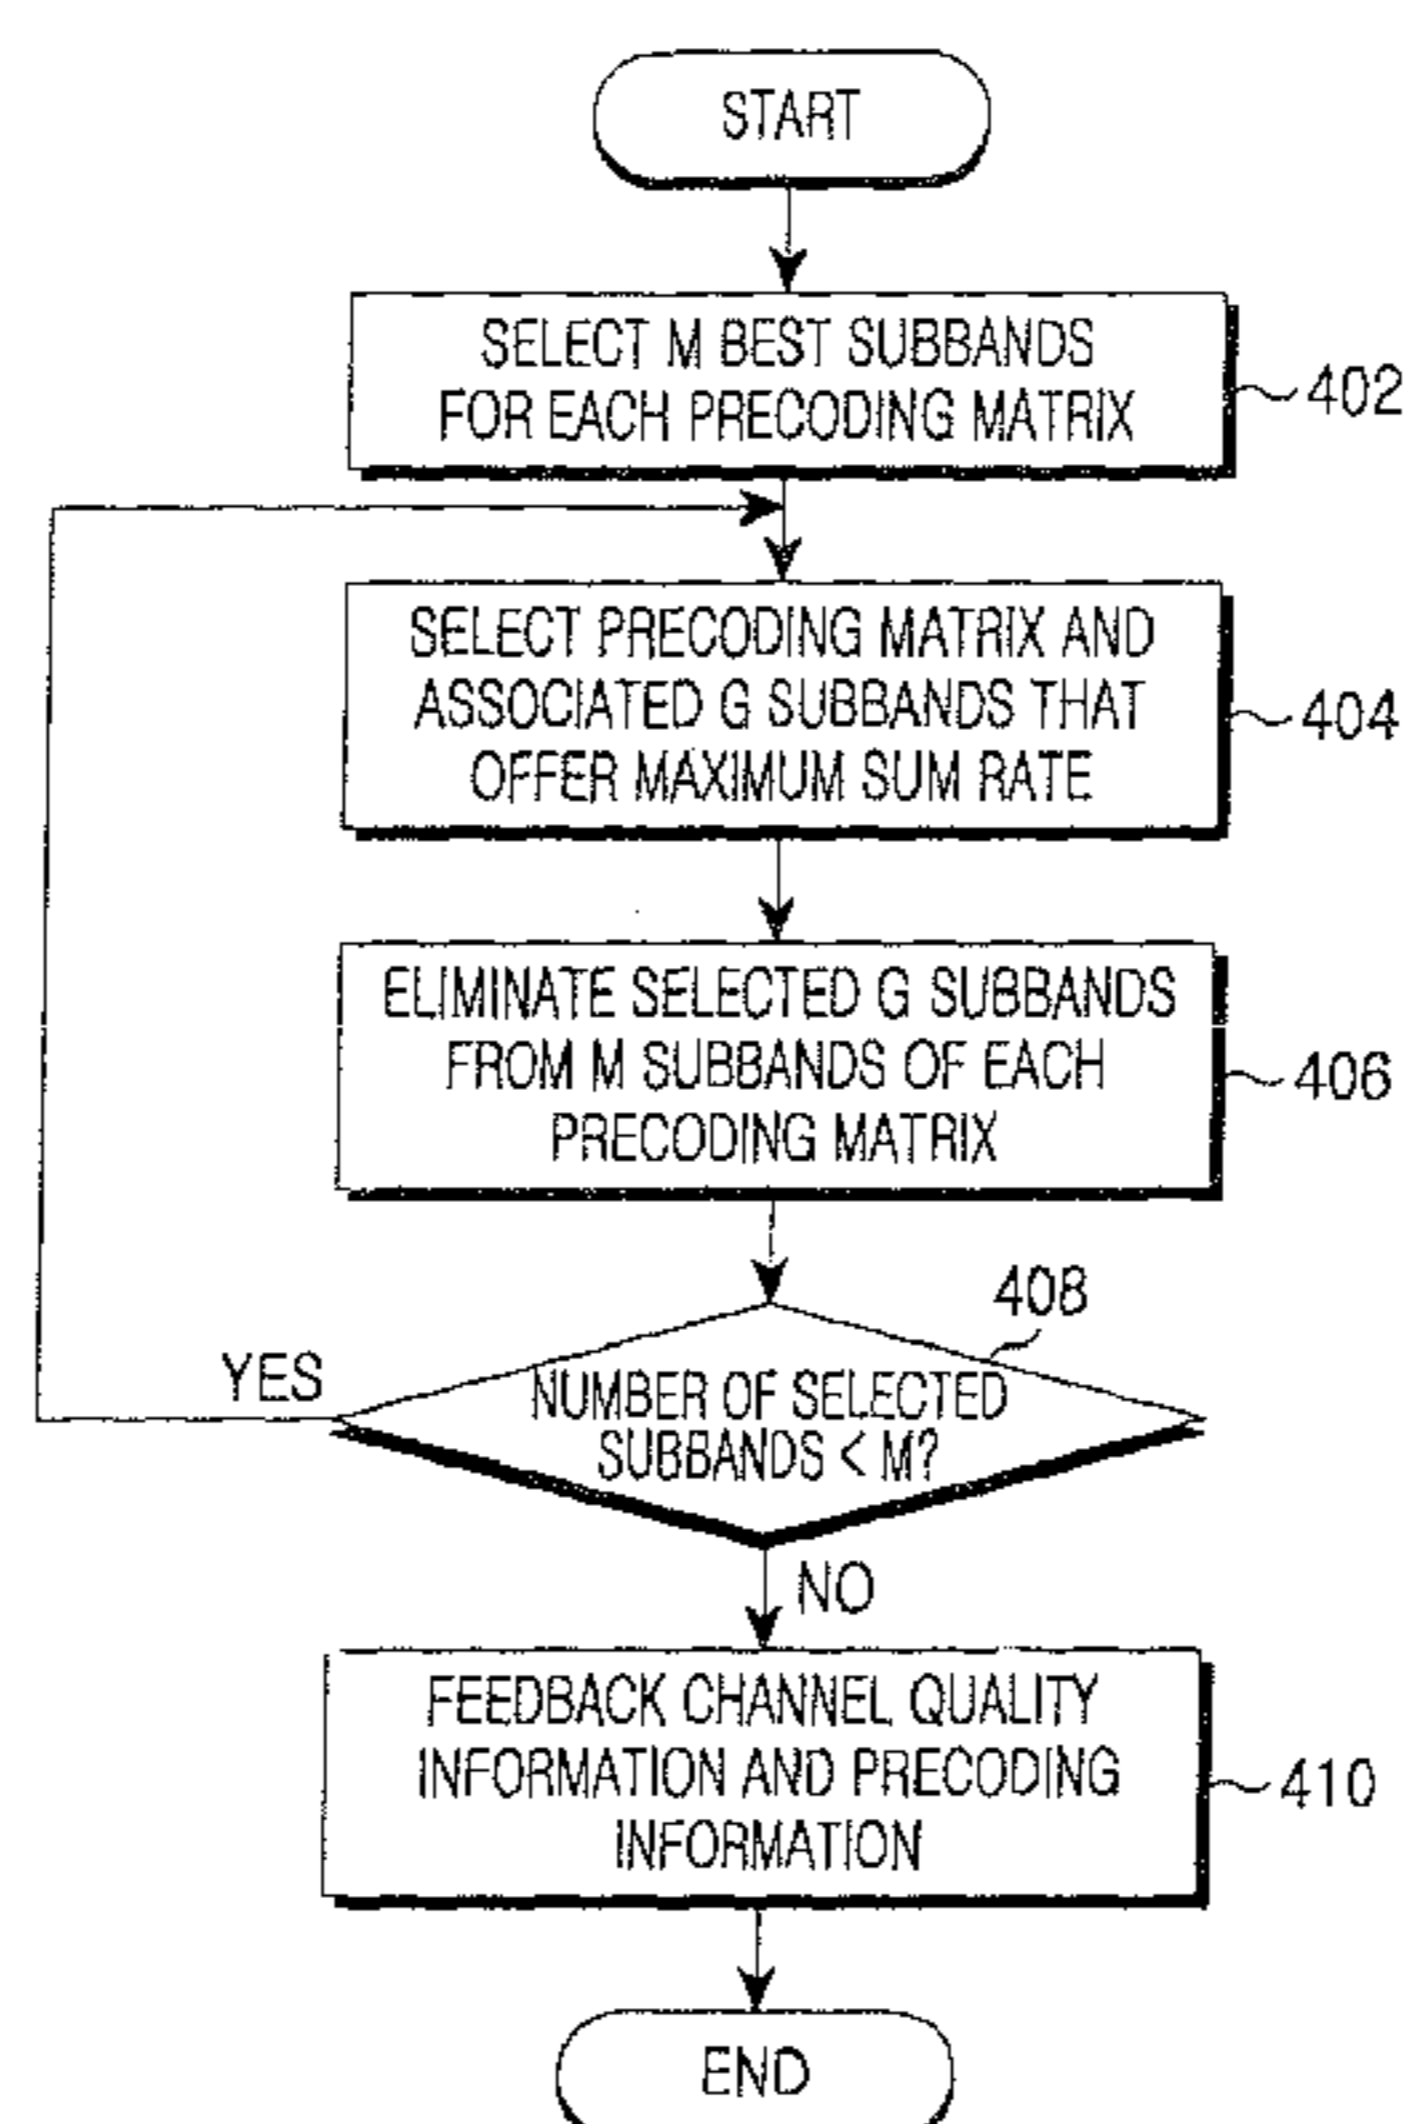 START
SELECT M BEST SUBBANDS
FOR EACH PRECODING MATRIX
402
SELECT PRECODING MATRIX AND
ASSOCIATED G SUBBANDS THAT
OFFER MAXIMUM SUM RATE
404
ELIMINATE SELECTED G SUBBANDS
FROM M SUBBANDS OF EACH
PRECODING MATRIX
406
408
YES
NUMBER OF SELECTED
SUBBANDS < M?
NO
FEEDBACK CHANNEL QUALITY
INFORMATION AND PRECODING
INFORMATION
410
END